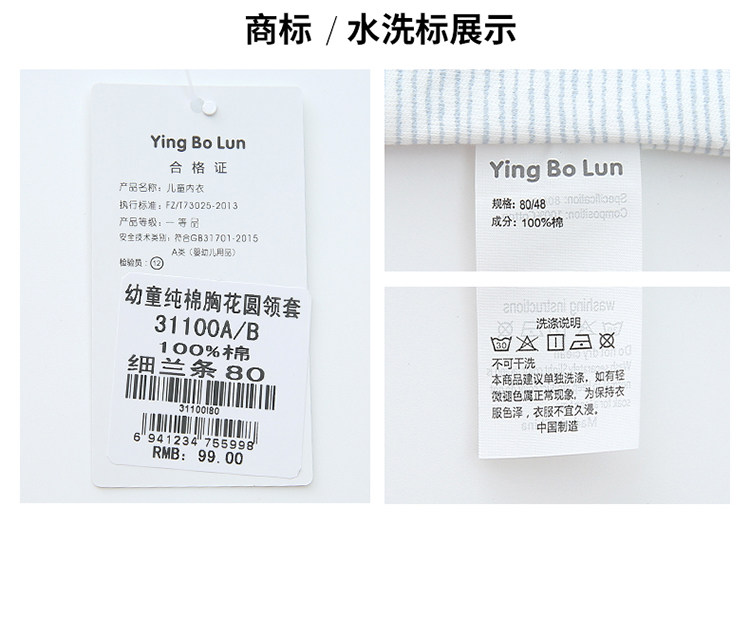 商标 / 水洗标展示
Ying Bo Lun
合格证
产品名称：儿童内衣
执行标准：FZ/T73025-2013
产品等级：一等品
安全技术类别：符合GB31701-2015
A类（婴幼儿用品）
检验员：12
幼童纯棉胸花圆领套
31100A/B
100%棉
细兰条80
31100I80
6 941234 755998
RMB: 99.00
Ying Bo Lun
规格: 80/48
成分: 100%棉
洗涤说明
30
不可干洗
本商品建议单独洗涤，如有轻
微褪色属正常现象，为保持衣
服色泽，衣服不宜久浸。
中国制造